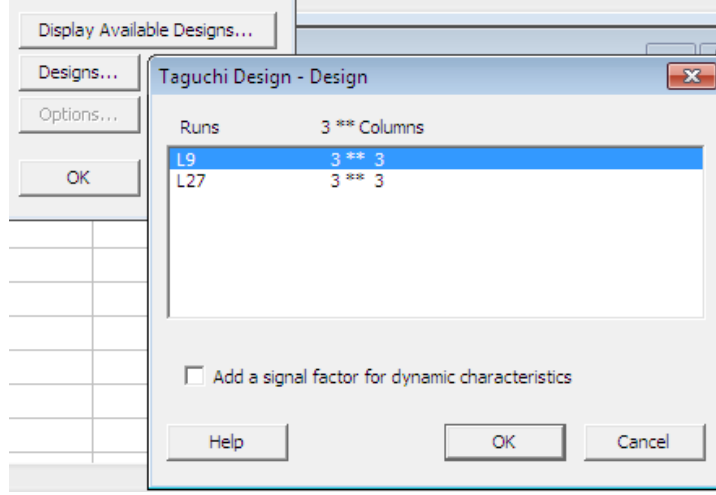 Display Available Designs...
Designs...
Options...
OK
Taguchi Design - Design
Runs 3 ** Columns
L9 3 ** 3
L27 3 ** 3
Add a signal factor for dynamic characteristics
Help OK Cancel